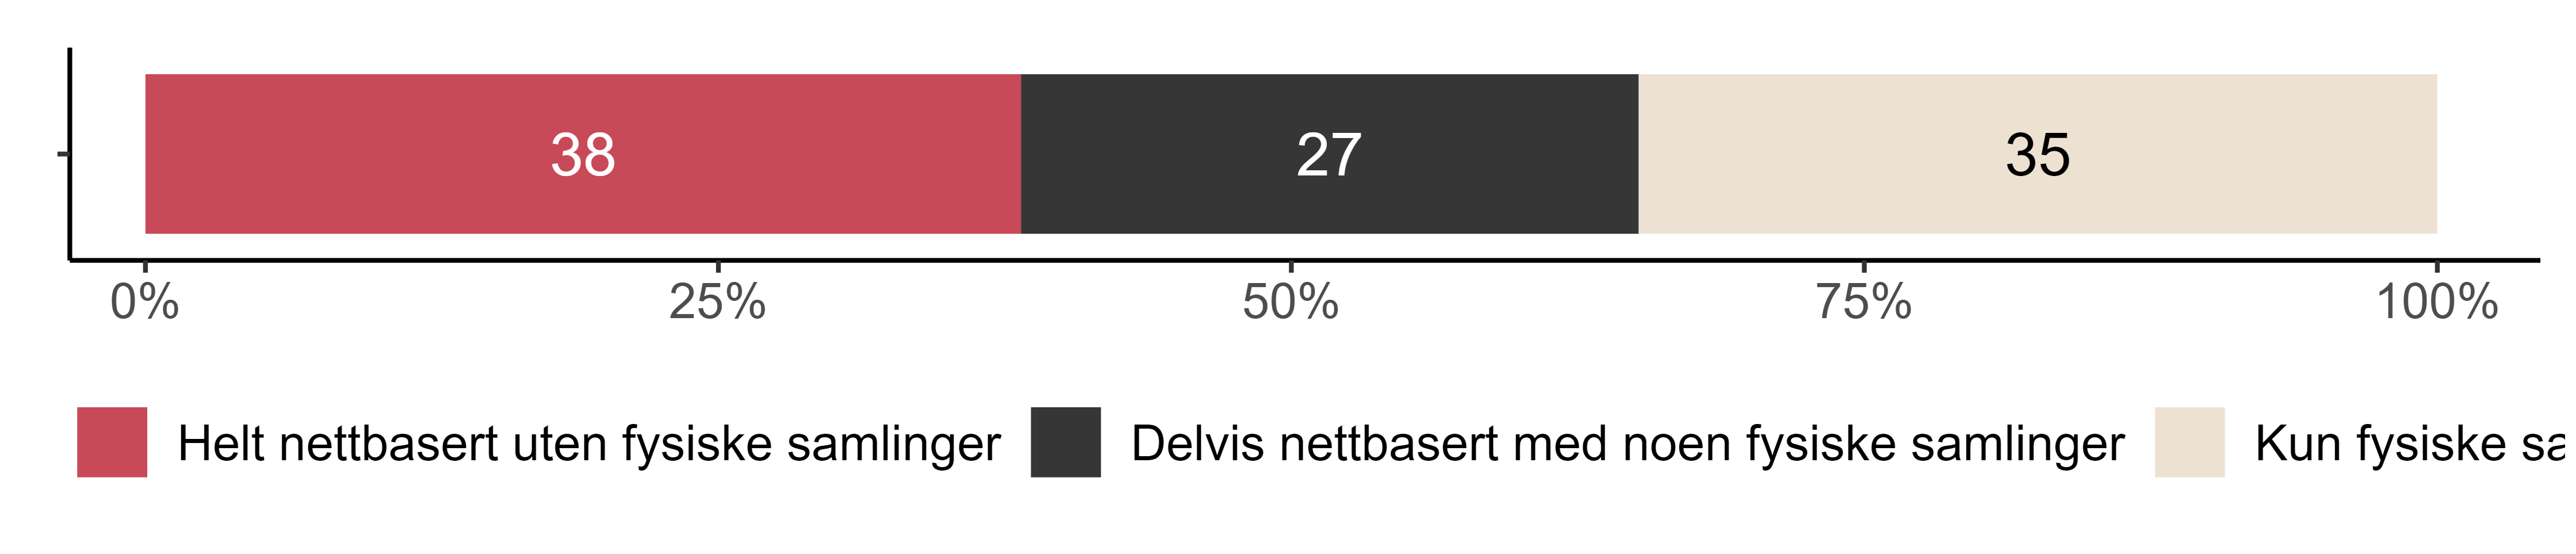 38 27 35
0% 25% 50% 75% 100%
Helt nettbasert uten fysiske samlinger Delvis nettbasert med noen fysiske samlinger Kun fysiske